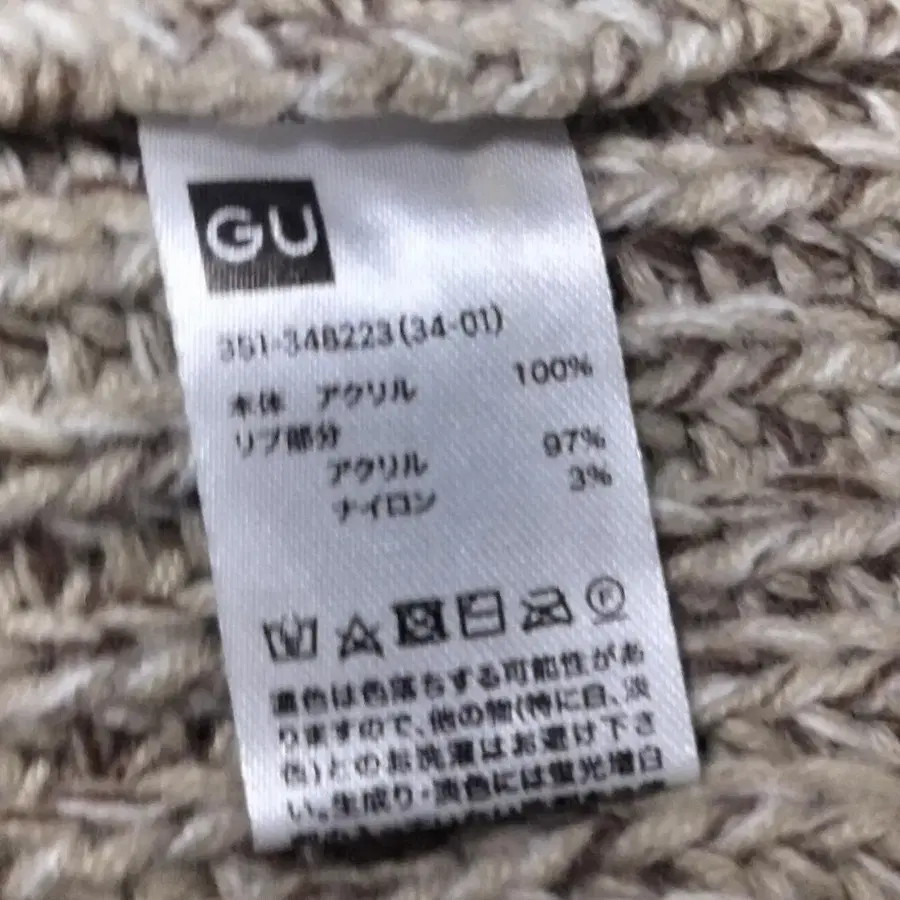 GU
351-348223(34-01)
本体 アクリル 100%
リブ部分
アクリル 97%
ナイロン 3%
濃色は色落ちする可能性があ
りますので、他の物(特に白、淡
色)とのお洗濯はお避け下さ
い。生成り・淡色には蛍光増白